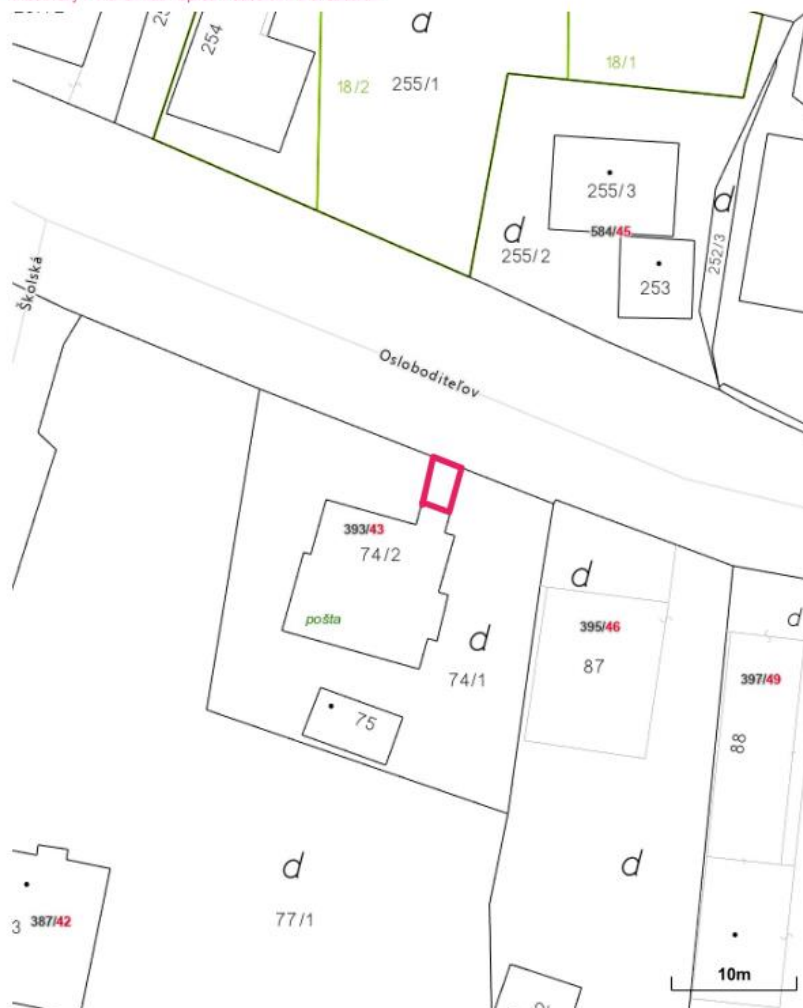 254
d
18/2
255/1
18/1
255/3
584/45
d
255/2
253
d
252/3
Školská
Osloboditeľov
393/43
74/2
pošta
d
74/1
75
d
395/46
87
d
397/49
88
d
77/1
d
3
387/42
10m